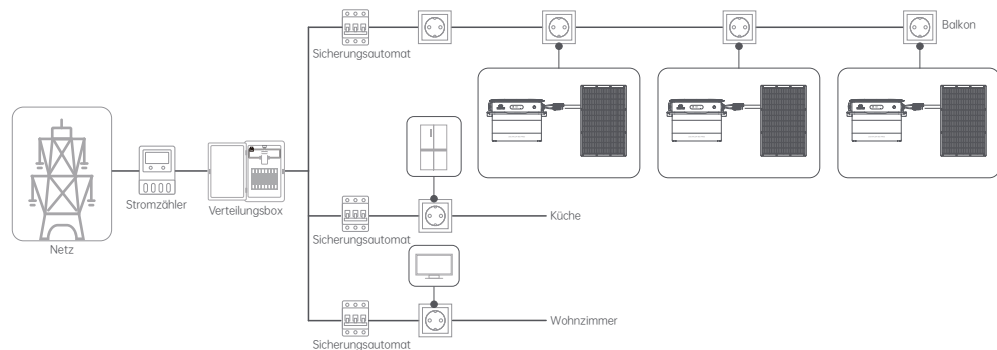 Balkon
Sicherungsautomat
Stromzähler
Verteilungsbox
Netz
Küche
Sicherungsautomat
Wohnzimmer
Sicherungsautomat